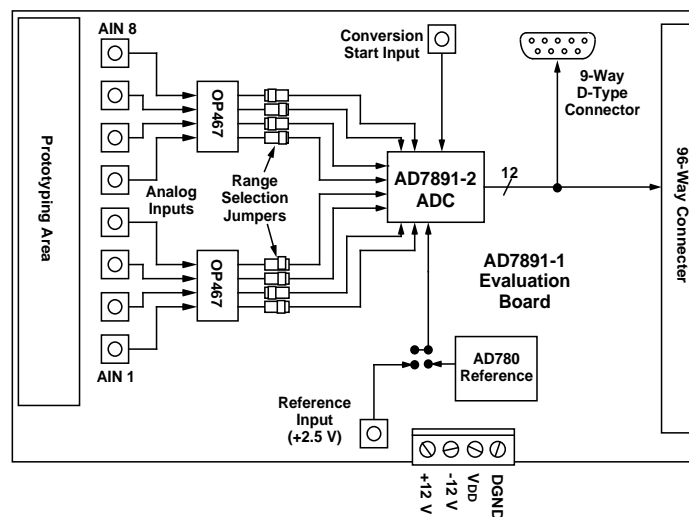 AIN 8
Conversion
Start Input
9-Way
D-Type
Connector
OP467
Prototyping Area
Analog
Inputs
Range
Selection
Jumpers
AD7891-2
ADC
12
96-Way Connecter
OP467
AD7891-1
Evaluation
Board
AIN 1
AD780
Reference
Reference
Input
(+2.5 V)
+12 V
-12 V
VDD
DGND